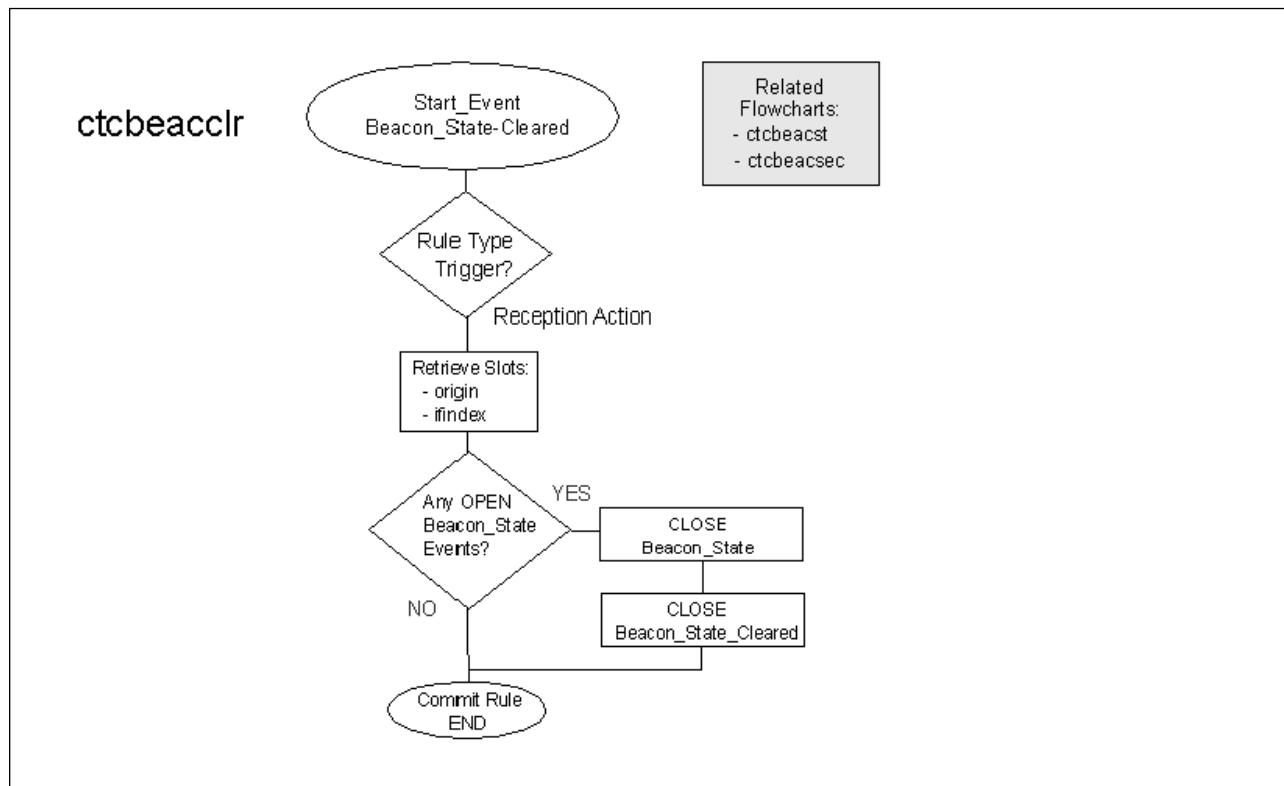 ctcbeacclr
Start_Event
Beacon_State-Cleared
Related
Flowcharts:
- ctcbeacst
- ctcbeacsec
Rule Type
Trigger?
Reception Action
Retrieve Slots:
- origin
- ifindex
Any OPEN
Beacon_State
Events?
YES
CLOSE
Beacon_State
NO
CLOSE
Beacon_State_Cleared
Commit Rule
END